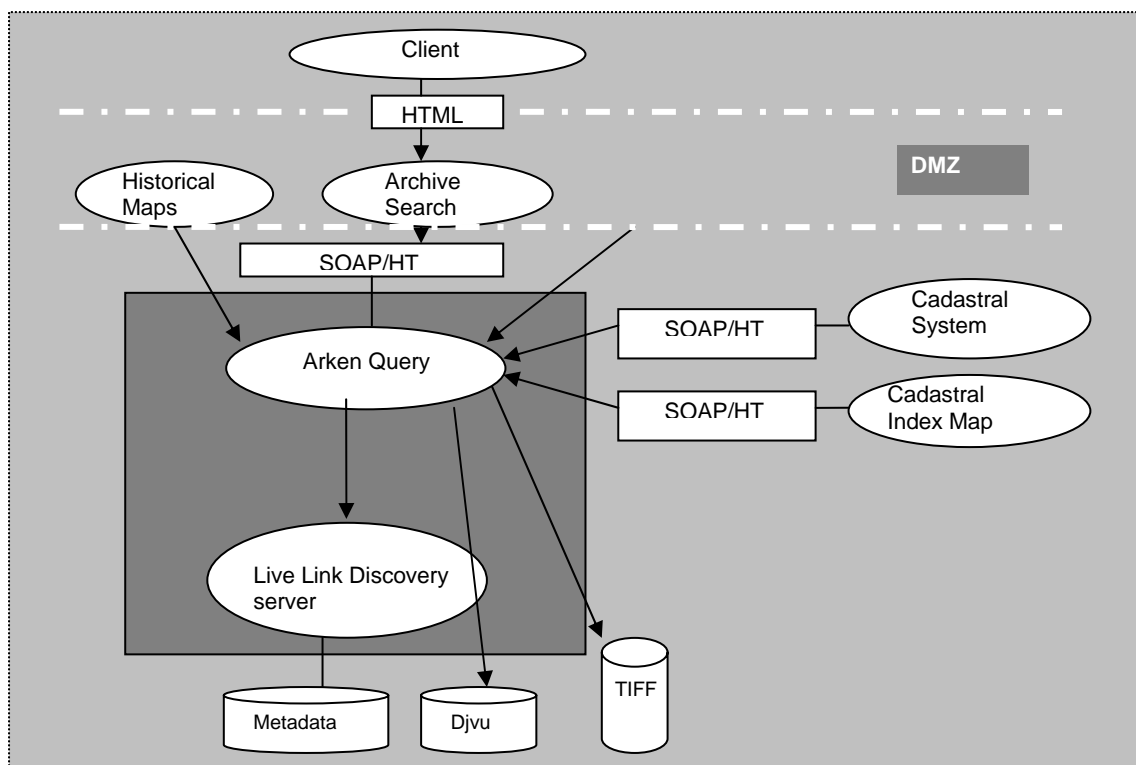 Client
HTML
DMZ
Historical
Maps
Archive
Search
SOAP/HT
Cadastral
System
SOAP/HT
Arken Query
Cadastral
Index Map
SOAP/HT
Live Link Discovery
server
TIFF
Metadata
Djvu